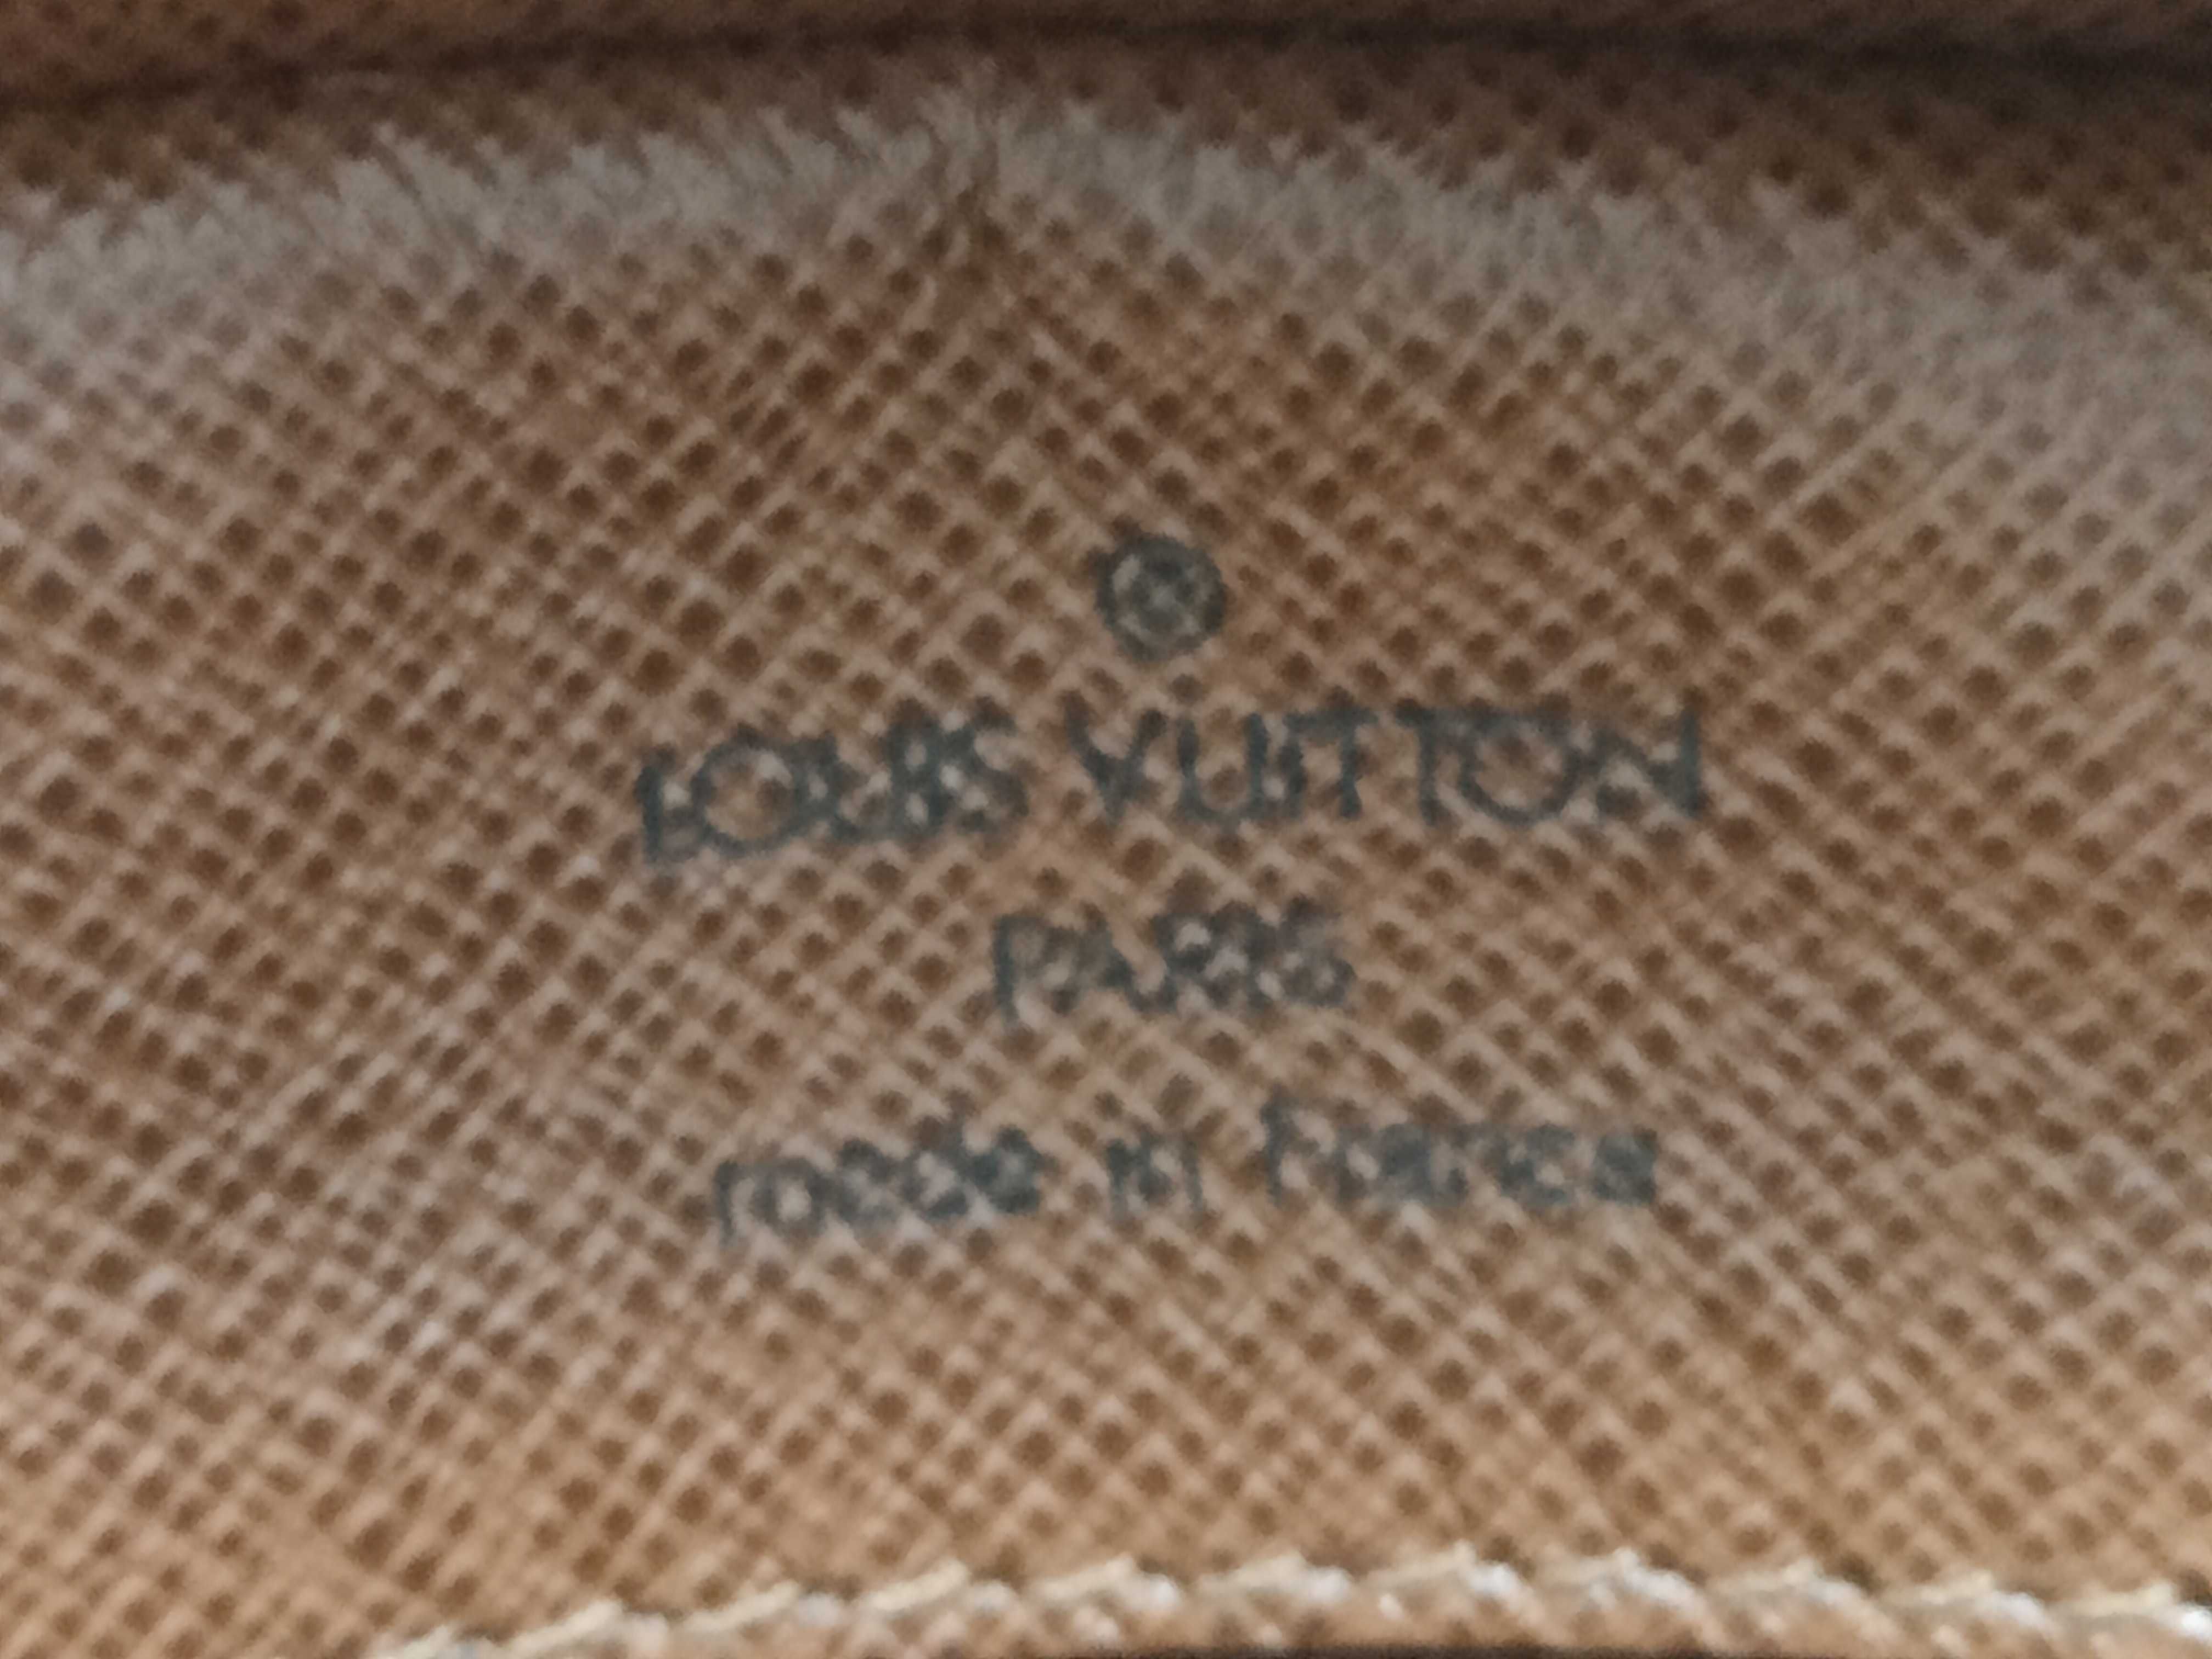 ®
LOUIS VUITTON
PARIS
made in France